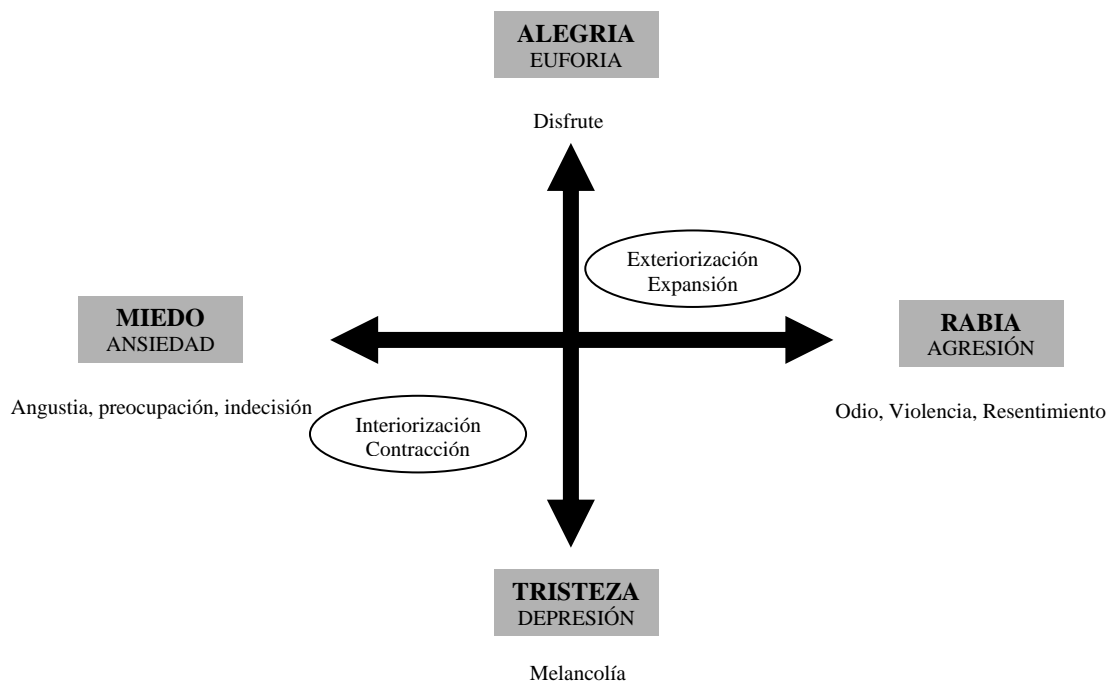 ALEGRIA
EUFORIA
Disfrute
Exteriorización
Expansión
MIEDO
ANSIEDAD
RABIA
AGRESIÓN
Angustia, preocupación, indecisión
Odio, Violencia, Resentimiento
Interiorización
Contracción
TRISTEZA
DEPRESIÓN
Melancolía